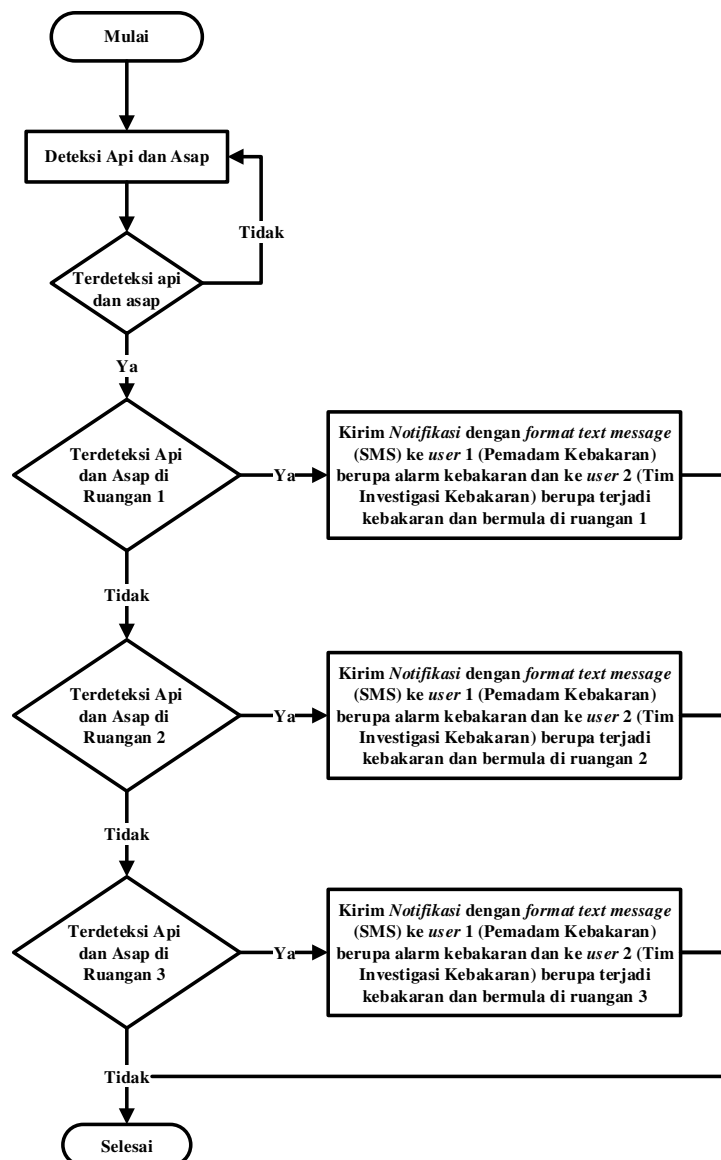 Mulai
Deteksi Api dan Asap
Tidak
Terdeteksi api
dan asap
Ya
Terdeteksi Api
dan Asap di
Ruangan 1
Ya
Kirim Notifikasi dengan format text message
(SMS) ke user 1 (Pemadam Kebakaran)
berupa alarm kebakaran dan ke user 2 (Tim
Investigasi Kebakaran) berupa terjadi
kebakaran dan bermula di ruangan 1
Tidak
Terdeteksi Api
dan Asap di
Ruangan 2
Ya
Kirim Notifikasi dengan format text message
(SMS) ke user 1 (Pemadam Kebakaran)
berupa alarm kebakaran dan ke user 2 (Tim
Investigasi Kebakaran) berupa terjadi
kebakaran dan bermula di ruangan 2
Tidak
Terdeteksi Api
dan Asap di
Ruangan 3
Ya
Kirim Notifikasi dengan format text message
(SMS) ke user 1 (Pemadam Kebakaran)
berupa alarm kebakaran dan ke user 2 (Tim
Investigasi Kebakaran) berupa terjadi
kebakaran dan bermula di ruangan 3
Tidak
Selesai